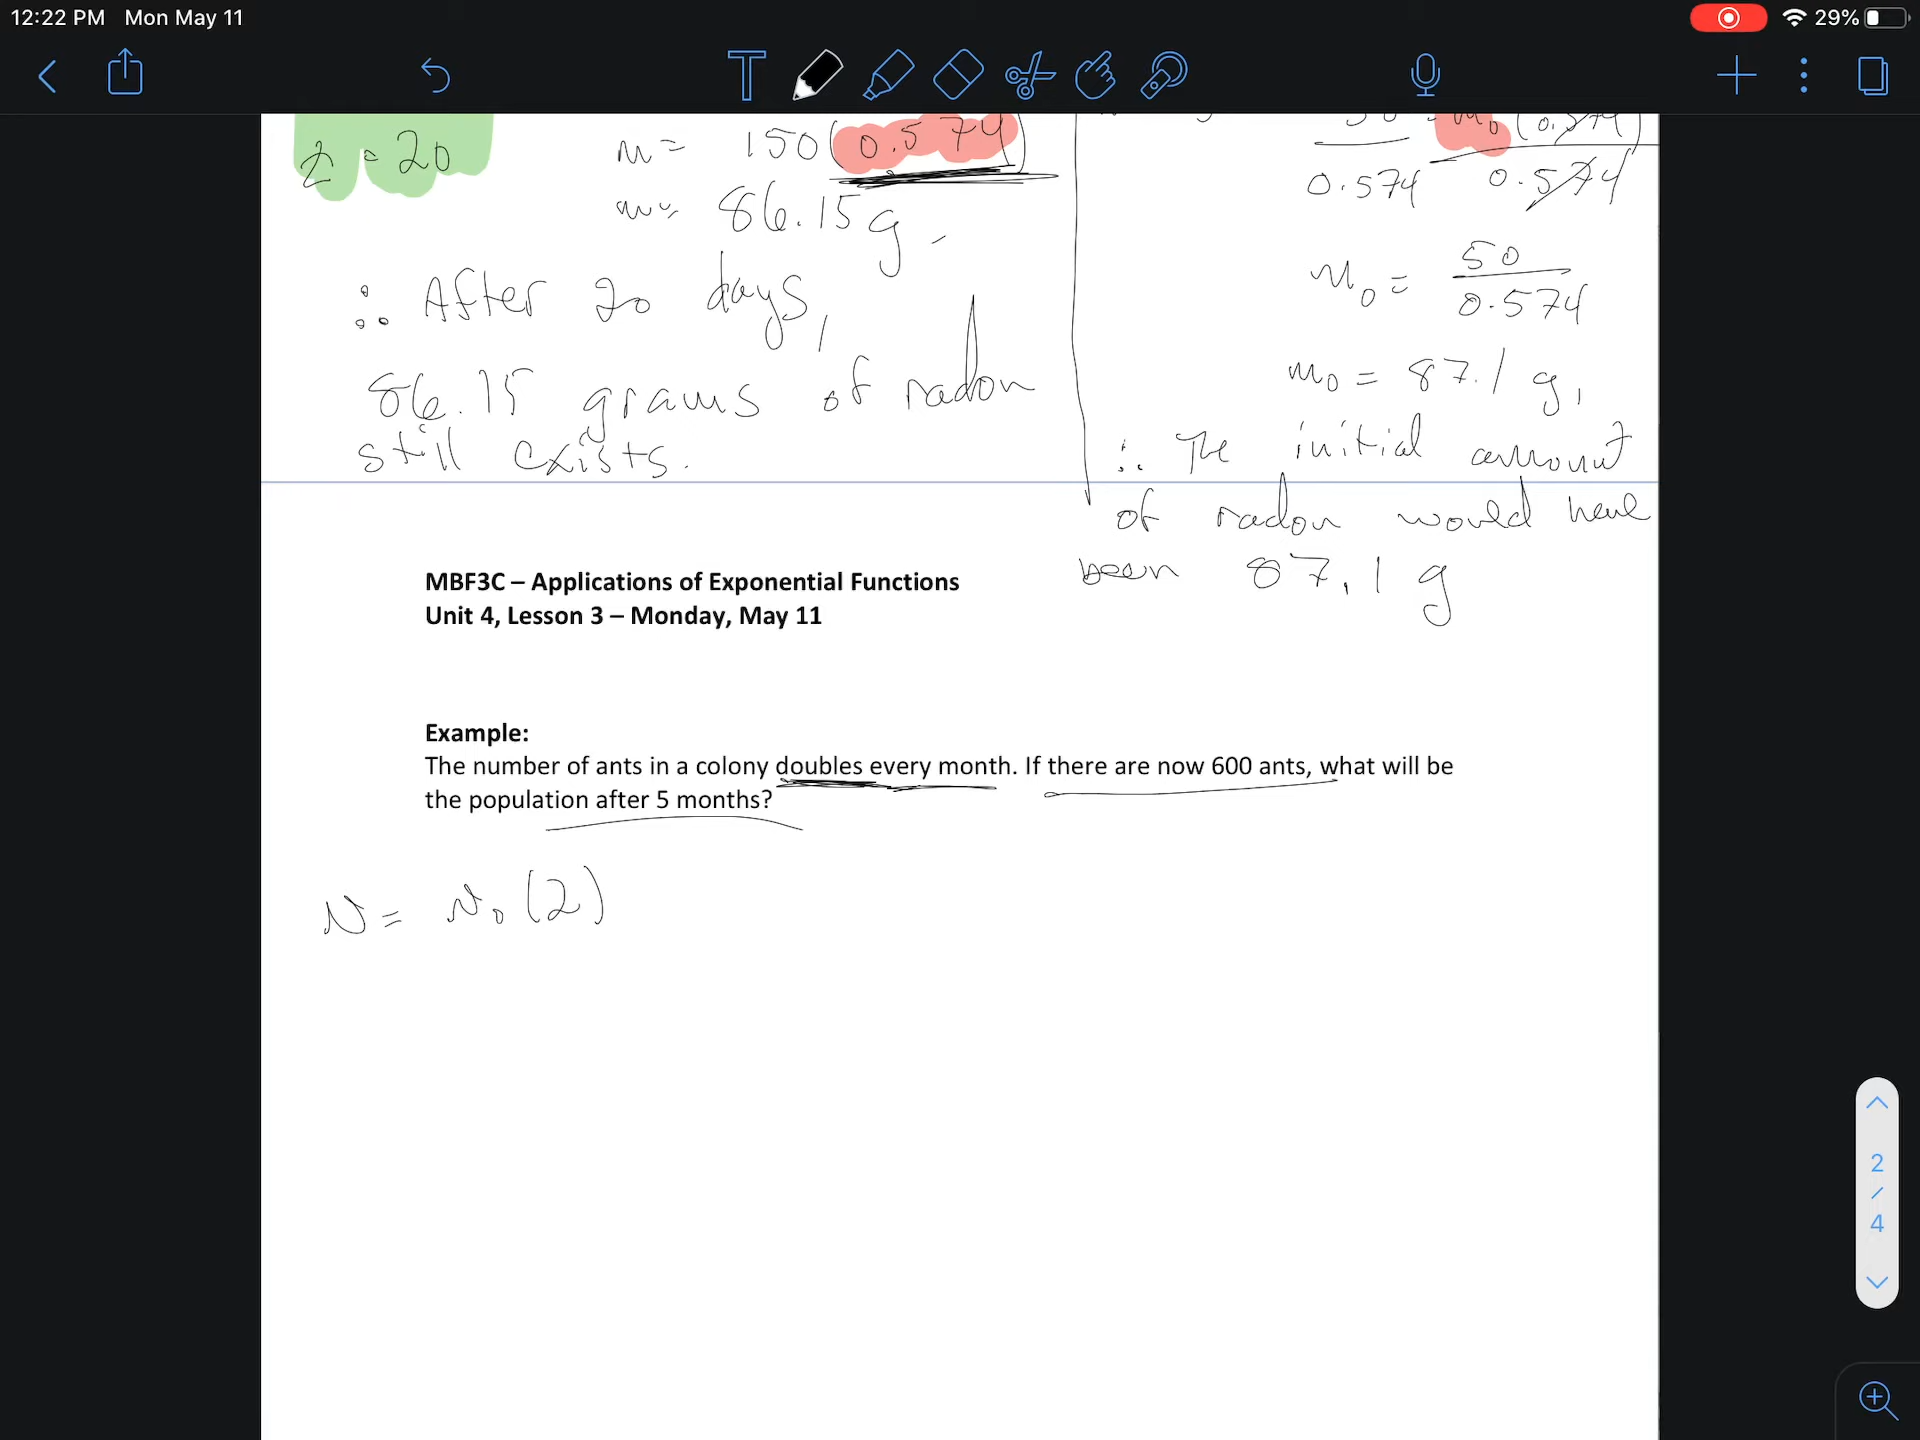 12:22 PM Mon May 11
29%
T
t = 20
m = 150(0.574)
m = 86.15g.
∴ After 20 days,
86.15 grams of radon
still exists.
0.574 0.574
m₀ = 50
0.574
m₀ = 87.1 g,
∴ The initial amount
of radon would have
been 87.1 g
MBF3C – Applications of Exponential Functions
Unit 4, Lesson 3 – Monday, May 11
Example:
The number of ants in a colony doubles every month. If there are now 600 ants, what will be
the population after 5 months?
N = N₀ (2)
2
/
4